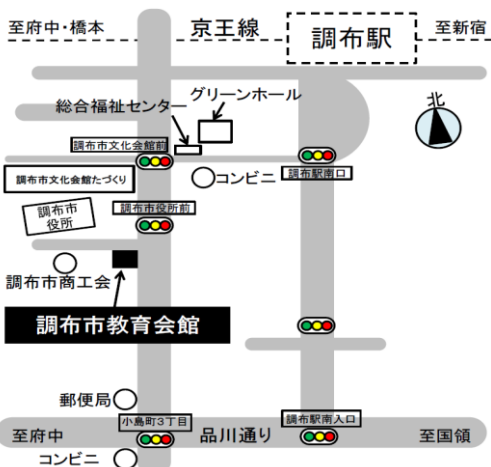 至府中・橋本
京王線
調布駅
至新宿
グリーンホール
総合福祉センター
北
調布市文化会館前
コンビニ
調布駅南口
調布市文化会館たづくり
調布市
役所
調布市役所前
調布市商工会
調布市教育会館
郵便局
小島町3丁目
調布駅南入口
至府中
品川通り
至国領
コンビニ